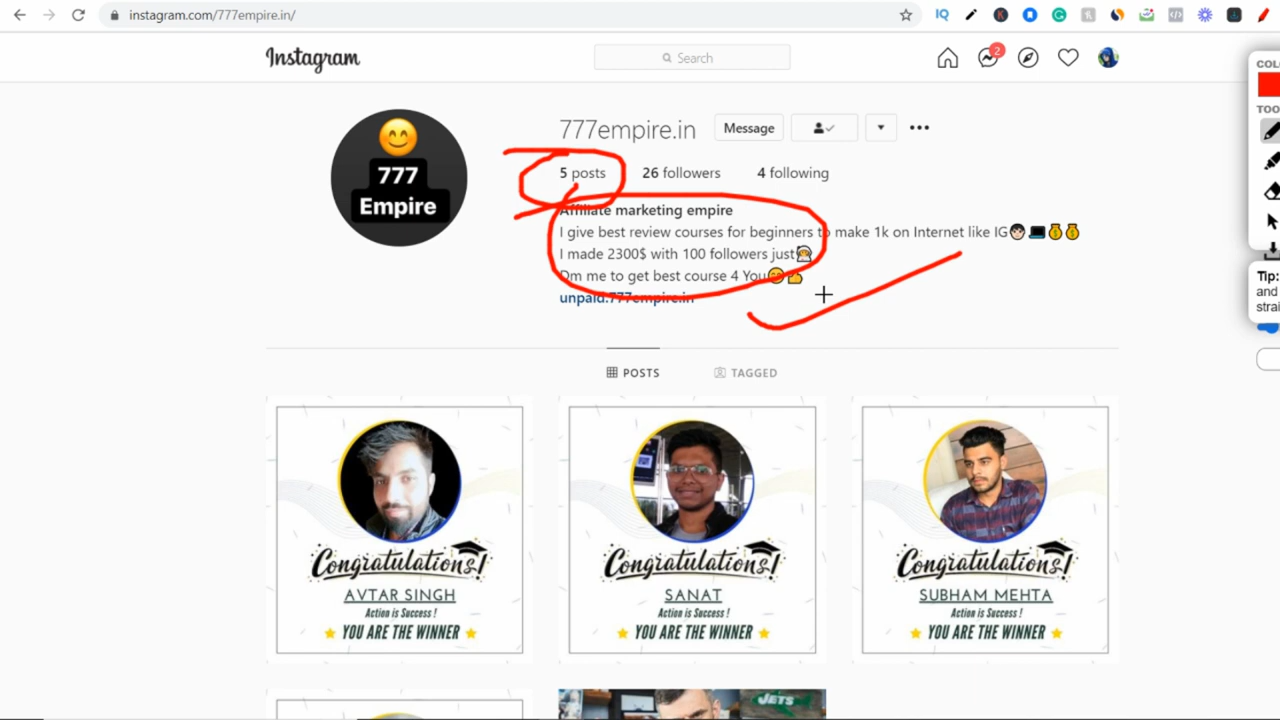 instagram.com/777empire.in/
IQ
K
Instagram
Search
2
777empire.in
Message
5 posts
26 followers
4 following
777
Empire
Affiliate marketing empire
I give best review courses for beginners to make 1k on Internet like IG
I made 2300$ with 100 followers just
Dm me to get best course 4 You
unpaid.777empire.in
POSTS
TAGGED
Congratulations!
AVTAR SINGH
Action is Success !
YOU ARE THE WINNER
Congratulations!
SANAT
Action is Success !
YOU ARE THE WINNER
Congratulations!
SUBHAM MEHTA
Action is Success !
YOU ARE THE WINNER
JETS
COL
TOO
Tip:
and
strai